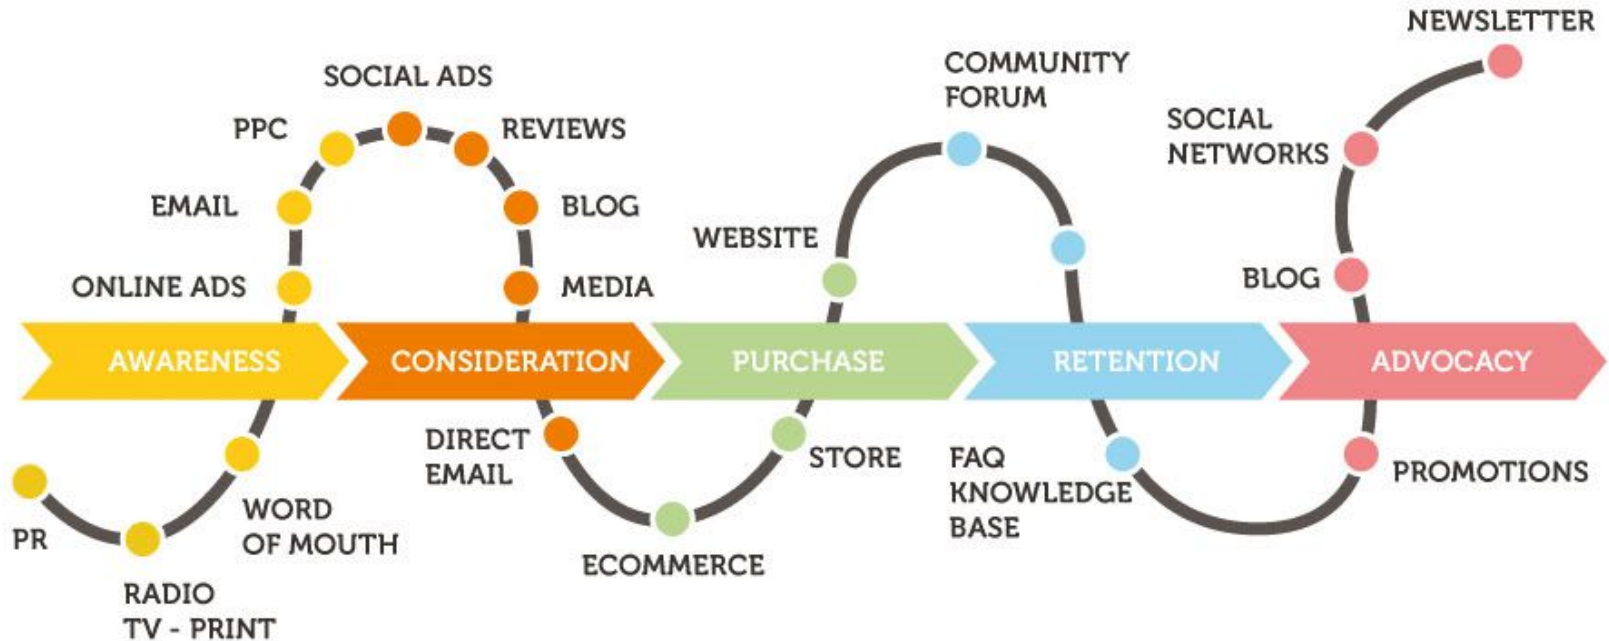 NEWSLETTER
COMMUNITY
FORUM
SOCIAL ADS
SOCIAL
NETWORKS
PPC
REVIEWS
EMAIL
BLOG
WEBSITE
BLOG
ONLINE ADS
MEDIA
AWARENESS
CONSIDERATION
PURCHASE
RETENTION
ADVOCACY
DIRECT
EMAIL
STORE
FAQ
KNOWLEDGE
BASE
PROMOTIONS
WORD
OF MOUTH
PR
ECOMMERCE
RADIO
TV - PRINT